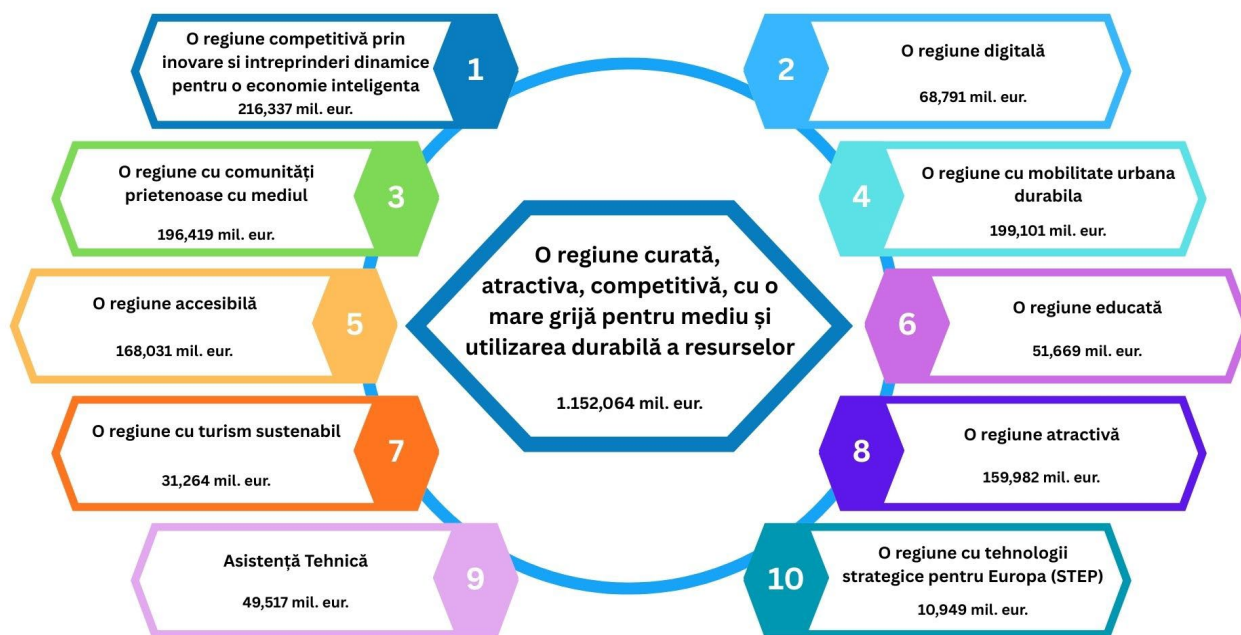 O regiune competitivă prin
inovare si intreprinderi dinamice
pentru o economie inteligenta
216,337 mil. eur.
1
2
O regiune digitală
68,791 mil. eur.
O regiune cu comunități
prietenoase cu mediul
196,419 mil. eur.
3
4
O regiune cu mobilitate urbana
durabila
199,101 mil. eur.
O regiune curată,
atractiva, competitivă, cu o
mare grijă pentru mediu și
utilizarea durabilă a resurselor
1.152,064 mil. eur.
O regiune accesibilă
168,031 mil. eur.
5
6
O regiune educată
51,669 mil. eur.
O regiune cu turism sustenabil
31,264 mil. eur.
7
8
O regiune atractivă
159,982 mil. eur.
Asistență Tehnică
49,517 mil. eur.
9
10
O regiune cu tehnologii
strategice pentru Europa (STEP)
10,949 mil. eur.